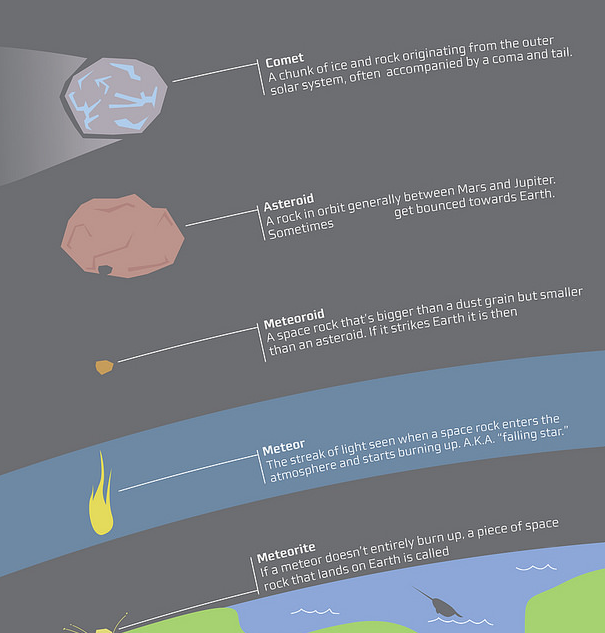 Comet
A chunk of ice and rock originating from the outer
solar system, often accompanied by a coma and tail.
Asteroid
A rock in orbit generally between Mars and Jupiter.
Sometimes get bounced towards Earth.
Meteoroid
A space rock that's bigger than a dust grain but smaller
than an asteroid. If it strikes Earth it is then
Meteor
The streak of light seen when a space rock enters the
atmosphere and starts burning up. A.K.A. "falling star."
Meteorite
If a meteor doesn't entirely burn up, a piece of space
rock that lands on Earth is called